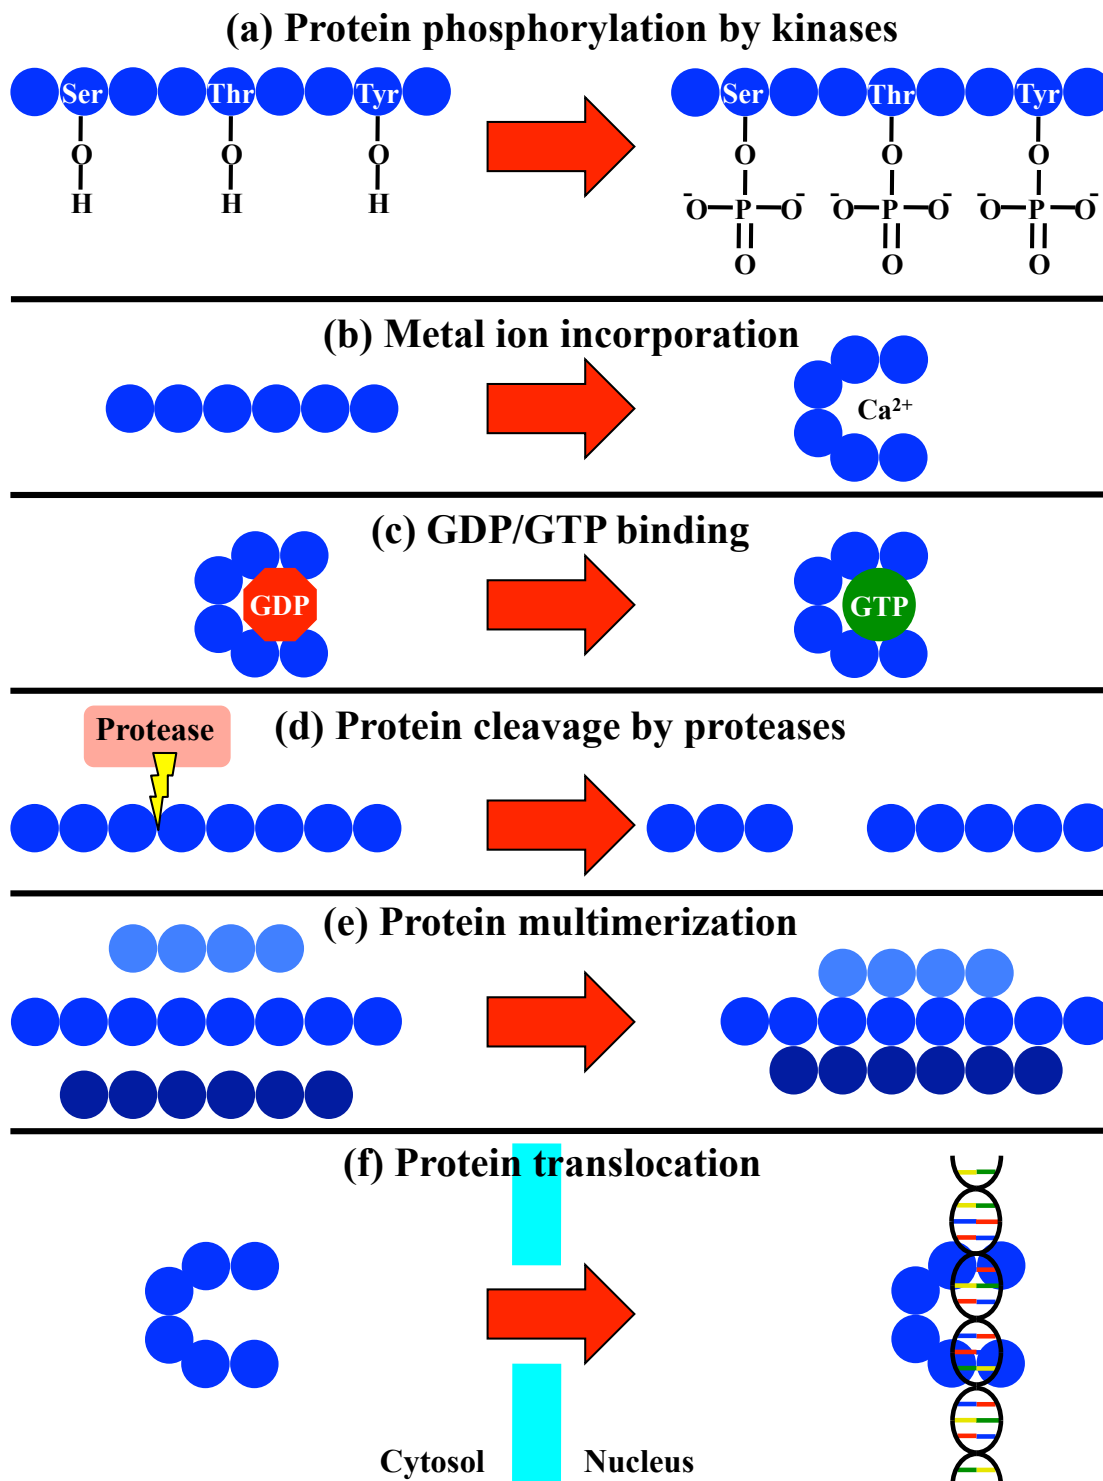 (a) Protein phosphorylation by kinases
Ser Thr Tyr Ser Thr Tyr
O O O O O O
H H H -O P O- -O P O- -O P O-
O O O
(b) Metal ion incorporation
Ca²⁺
(c) GDP/GTP binding
GDP GTP
(d) Protein cleavage by proteases
Protease
(e) Protein multimerization
(f) Protein translocation
Cytosol Nucleus